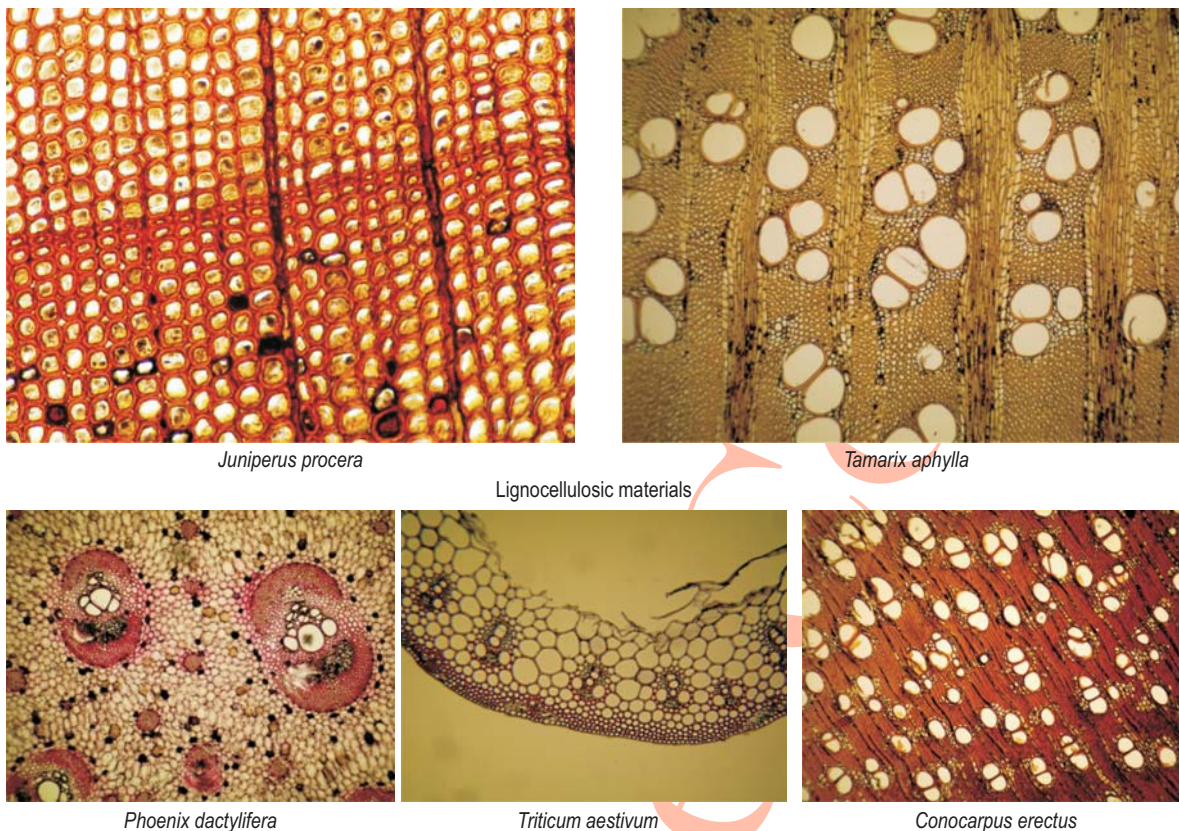 Juniperus procera
Tamarix aphylla
Lignocellulosic materials
Phoenix dactylifera
Triticum aestivum
Conocarpus erectus